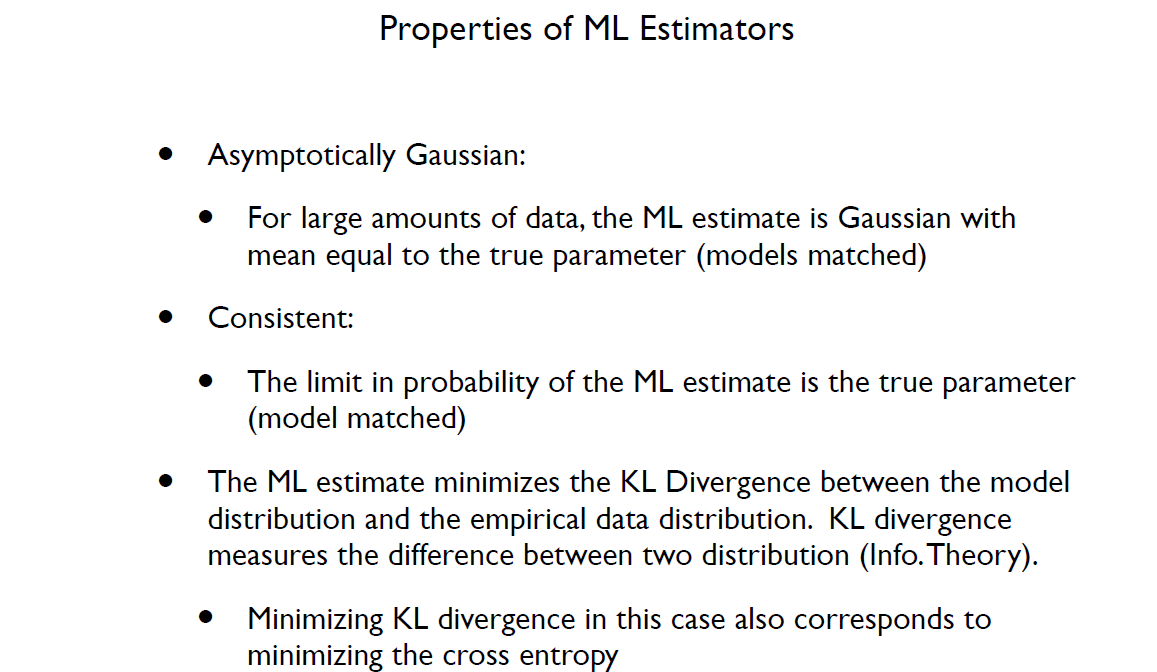 Properties of ML Estimators
• Asymptotically Gaussian:
• For large amounts of data, the ML estimate is Gaussian with
mean equal to the true parameter (models matched)
• Consistent:
• The limit in probability of the ML estimate is the true parameter
(model matched)
• The ML estimate minimizes the KL Divergence between the model
distribution and the empirical data distribution. KL divergence
measures the difference between two distribution (Info. Theory).
• Minimizing KL divergence in this case also corresponds to
minimizing the cross entropy